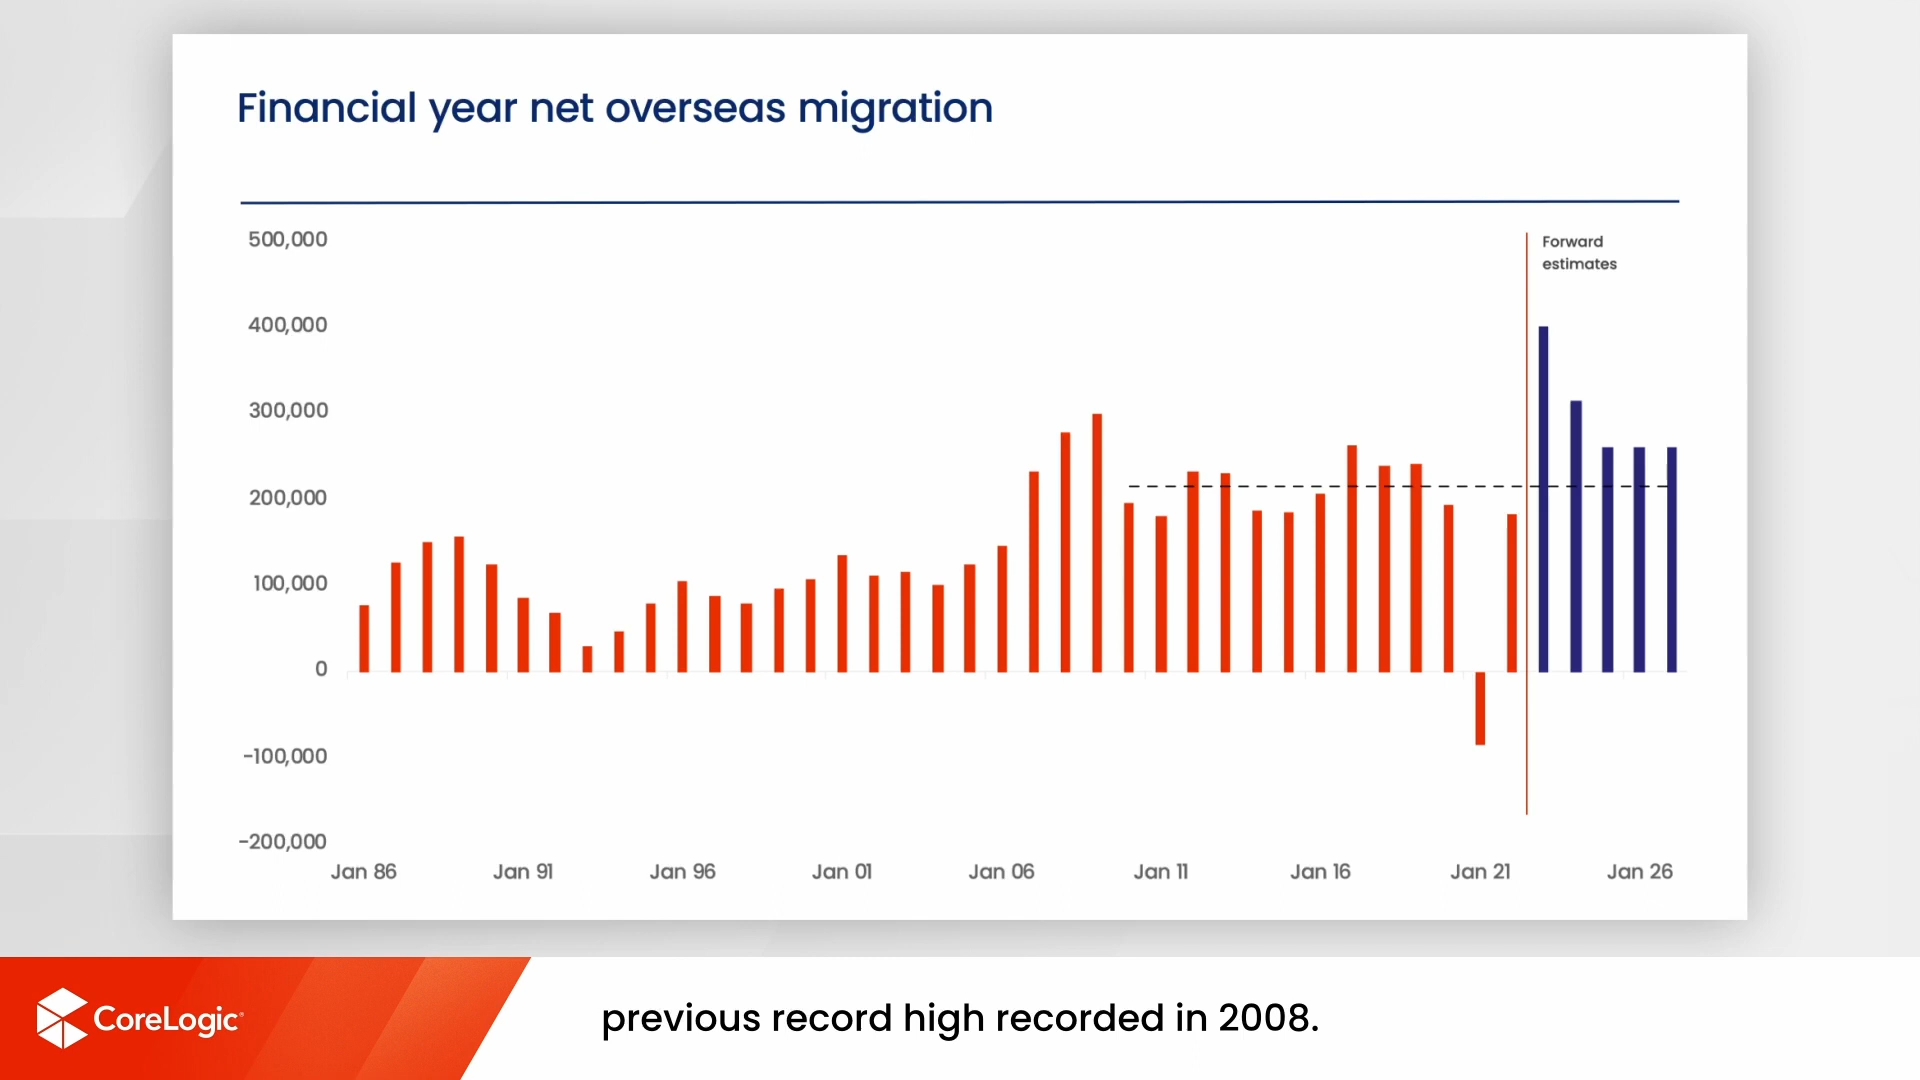 Financial year net overseas migration
500,000
Forward
estimates
400,000
300,000
200,000
100,000
0
-100,000
-200,000
Jan 86 Jan 91 Jan 96 Jan 01 Jan 06 Jan 11 Jan 16 Jan 21 Jan 26
CoreLogic
previous record high recorded in 2008.